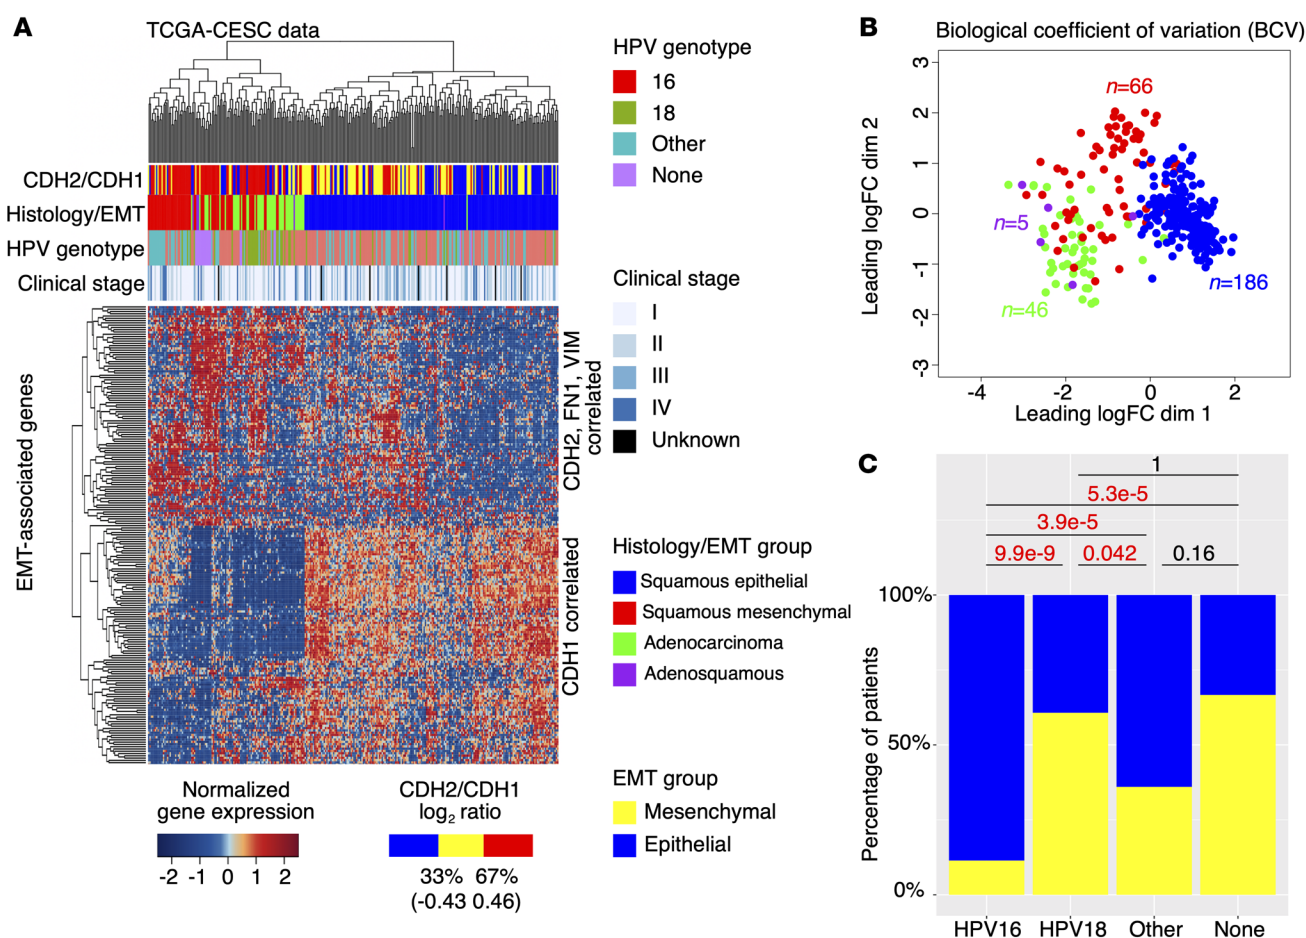 A
TCGA-CESC data
CDH2/CDH1
Histology/EMT
HPV genotype
Clinical stage
EMT-associated genes
CDH2, FN1, VIM
correlated
CDH1 correlated
Normalized
gene expression
-2 -1 0 1 2
CDH2/CDH1
log2 ratio
33% 67%
(-0.43 0.46)
HPV genotype
16
18
Other
None
Clinical stage
I
II
III
IV
Unknown
Histology/EMT group
Squamous epithelial
Squamous mesenchymal
Adenocarcinoma
Adenosquamous
EMT group
Mesenchymal
Epithelial
B
Biological coefficient of variation (BCV)
Leading logFC dim 2
3
2
1
0
-1
-2
-3
n=66
n=5
n=186
n=46
-4 -2 0 2
Leading logFC dim 1
C
1
5.3e-5
3.9e-5
9.9e-9 0.042 0.16
Percentage of patients
100%
50%
0%
HPV16 HPV18 Other None